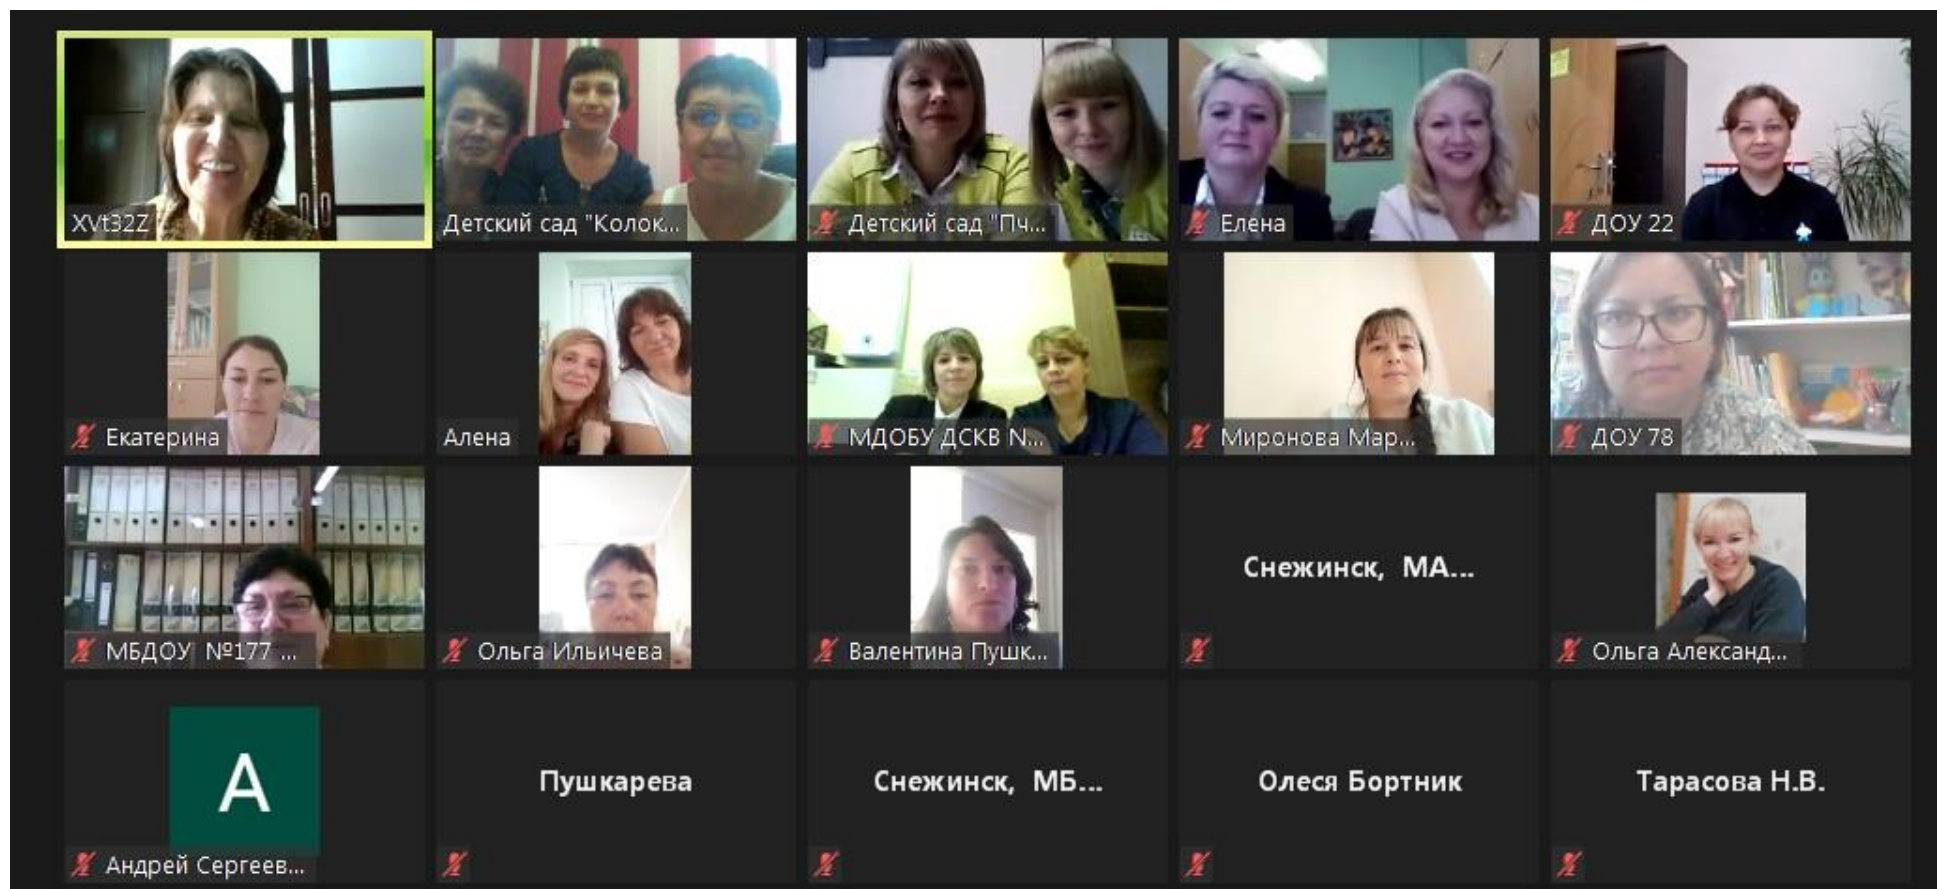 XVt32Z
Детский сад "Колок...
Детский сад "Пч...
Елена
ДОУ 22
Екатерина
Алена
МДОБУ ДСКВ N...
Миронова Мар...
ДОУ 78
МБДОУ №177 ...
Ольга Ильичева
Валентина Пушк...
Снежинск, МА...
Ольга Александ...
А
Андрей Сергеев...
Пушкарева
Снежинск, МБ...
Олеся Бортник
Тарасова Н.В.